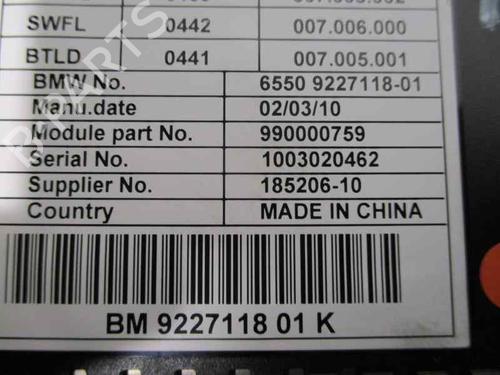 SWFL 0442 007.006.000
BTLD 0441 007.005.001
BMW No. 6550 9227118-01
Manu.date 02/03/10
Module part No. 990000759
Serial No. 1003020462
Supplier No. 185206-10
Country MADE IN CHINA
BM 9227118 01 K
B-PARTS